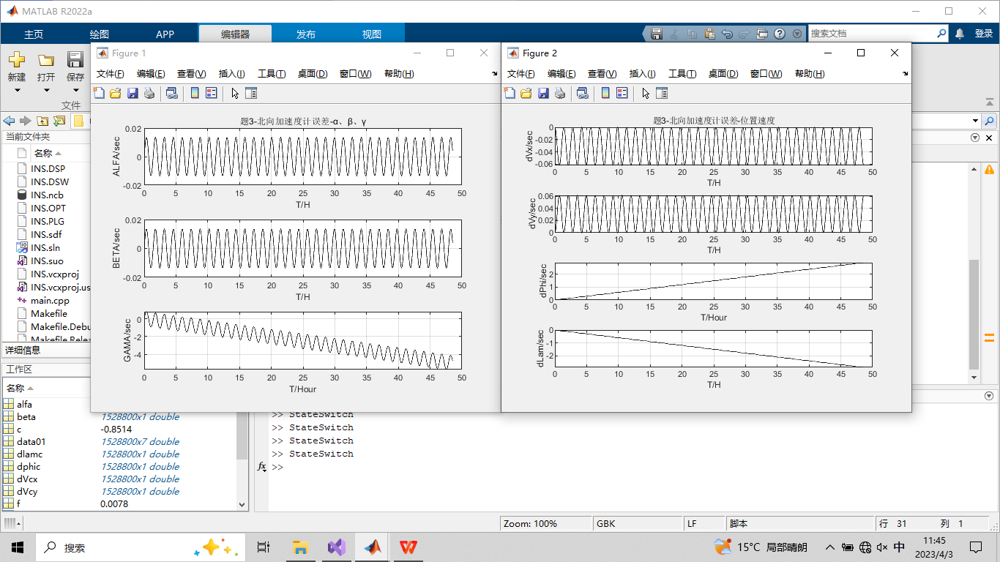 MATLAB R2022a
主页 绘图 APP 编辑器 发布 视图
搜索文档 登录
新建 打开 保存
文件
当前文件夹
名称
INS.DSP
INS.DSW
INS.ncb
INS.OPT
INS.PLG
INS.sdf
INS.sln
INS.suo
INS.vcxproj
INS.vcxproj.us
main.cpp
Makefile
Makefile.Debu
Makefile.Relea
详细信息
工作区
名称
alfa
beta 1528800x1 double
c -0.8514
data01 1528800x7 double
dlamc 1528800x1 double
dphic 1528800x1 double
dVcx 1528800x1 double
dVcy 1528800x1 double
f 0.0078
Figure 1
文件(F) 编辑(E) 查看(V) 插入(I) 工具(T) 桌面(D) 窗口(W) 帮助(H)
题3-北向加速度计误差-α、β、γ
ALFA/sec
0.02
0
-0.02
0 5 10 15 20 25 30 35 40 45 50
T/H
BETA/sec
0.02
0
-0.02
0 5 10 15 20 25 30 35 40 45 50
T/H
GAMA/sec
0
-2
-4
0 5 10 15 20 25 30 35 40 45 50
T/Hour
Figure 2
文件(F) 编辑(E) 查看(V) 插入(I) 工具(T) 桌面(D) 窗口(W) 帮助(H)
题3-北向加速度计误差-位置速度
dVx/sec
0
-0.02
-0.04
-0.06
0 5 10 15 20 25 30 35 40 45 50
T/H
dVy/sec
0.06
0.04
0.02
0
0 5 10 15 20 25 30 35 40 45 50
T/H
dPhi/sec
2
1
0
0 5 10 15 20 25 30 35 40 45 50
T/Hour
dLam/sec
0
-1
-2
0 5 10 15 20 25 30 35 40 45 50
T/H
>> StateSwitch
>> StateSwitch
>> StateSwitch
>> StateSwitch
fx >>
Zoom: 100% GBK LF 脚本 行 31 列 1
搜索
15°C 局部晴朗 中 11:45
2023/4/3